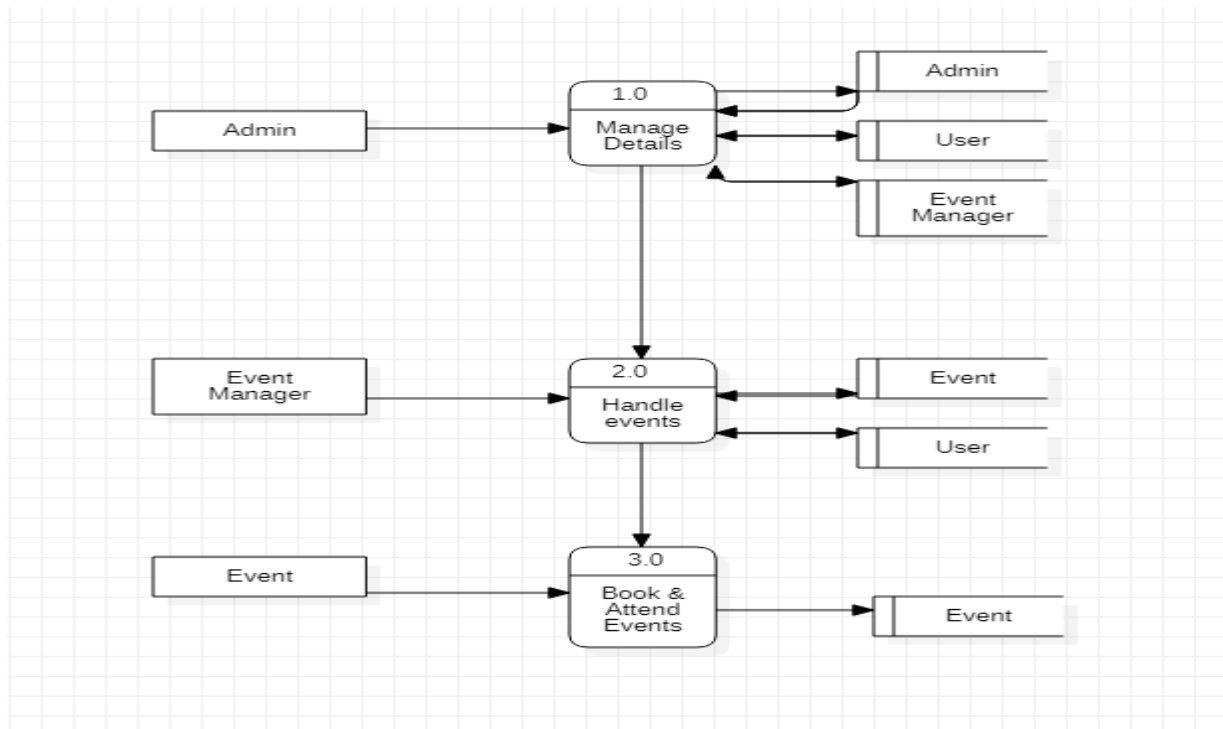 Admin
1.0
Manage
Details
Admin
User
Event
Manager
Event
Manager
2.0
Handle
events
Event
User
Event
3.0
Book &
Attend
Events
Event